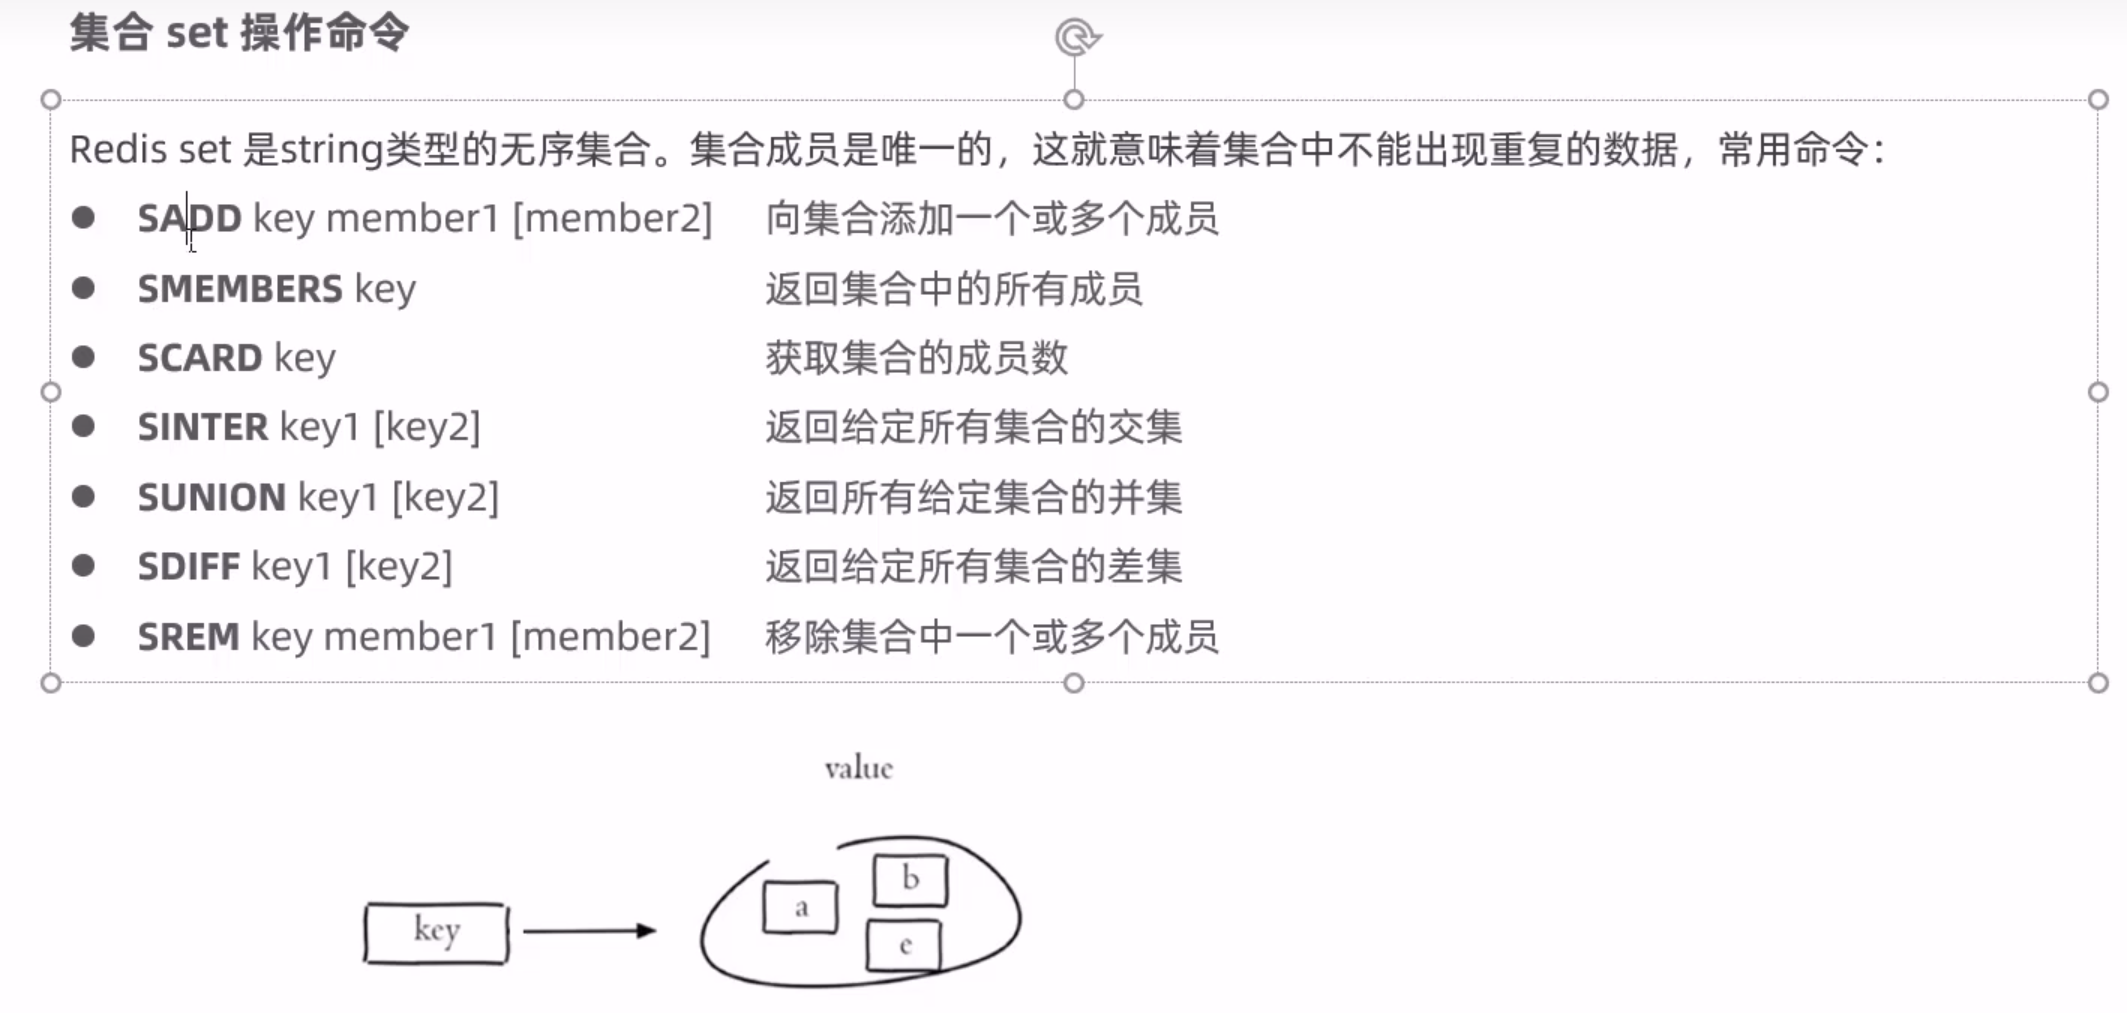 集合 set 操作命令
Redis set 是string类型的无序集合。集合成员是唯一的，这就意味着集合中不能出现重复的数据，常用命令：
● SADD key member1 [member2] 向集合添加一个或多个成员
● SMEMBERS key 返回集合中的所有成员
● SCARD key 获取集合的成员数
● SINTER key1 [key2] 返回给定所有集合的交集
● SUNION key1 [key2] 返回所有给定集合的并集
● SDIFF key1 [key2] 返回给定所有集合的差集
● SREM key member1 [member2] 移除集合中一个或多个成员
value
b
a
key
e